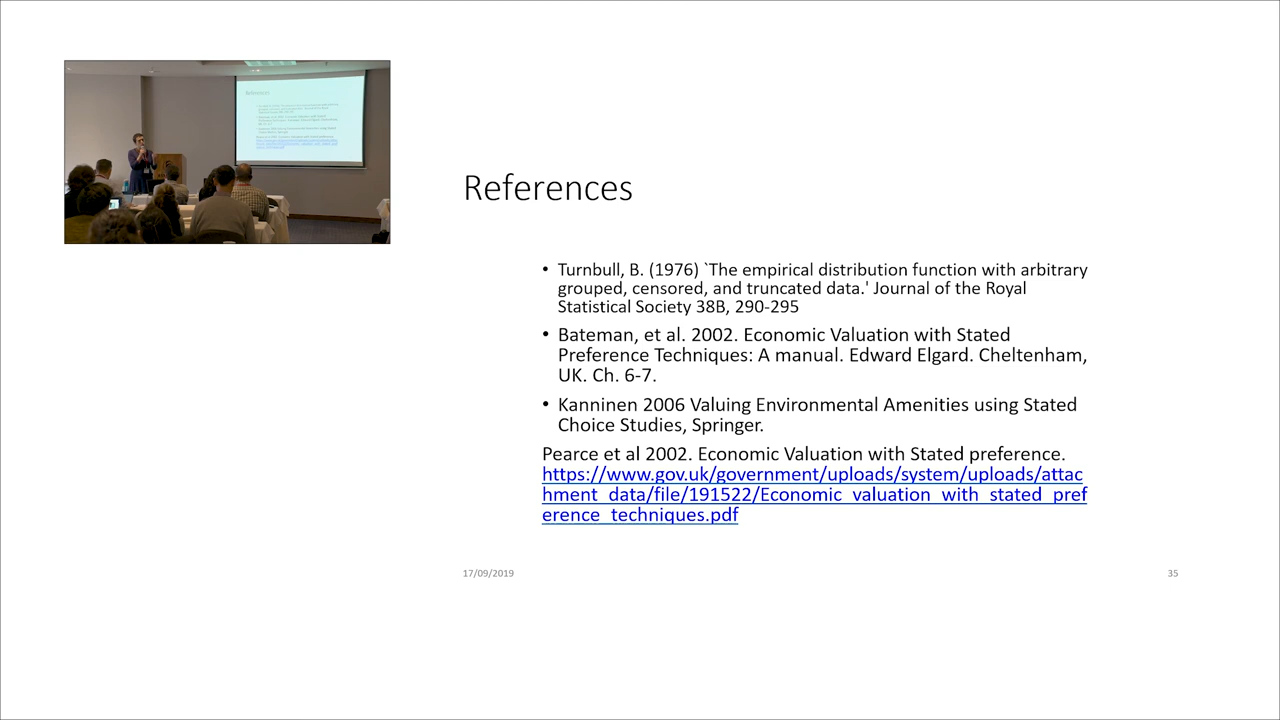 References
• Turnbull, B. (1976) `The empirical distribution function with arbitrary
grouped, censored, and truncated data.' Journal of the Royal
Statistical Society 38B, 290-295
• Bateman, et al. 2002. Economic Valuation with Stated
Preference Techniques: A manual. Edward Elgard. Cheltenham,
UK. Ch. 6-7.
• Kanninen 2006 Valuing Environmental Amenities using Stated
Choice Studies, Springer.
Pearce et al 2002. Economic Valuation with Stated preference.
https://www.gov.uk/government/uploads/system/uploads/attac
hment_data/file/191522/Economic_valuation_with_stated_pref
erence_techniques.pdf
17/09/2019
35
References